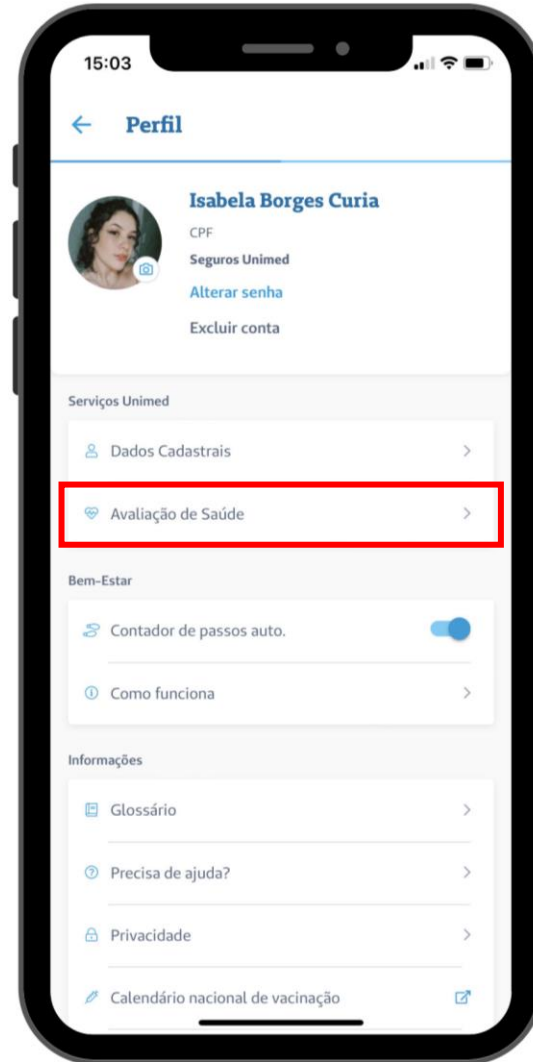 15:03
Perfil
Isabela Borges Curia
CPF
Seguros Unimed
Alterar senha
Excluir conta
Serviços Unimed
Dados Cadastrais
Avaliação de Saúde
Bem-Estar
Contador de passos auto.
Como funciona
Informações
Glossário
Precisa de ajuda?
Privacidade
Calendário nacional de vacinação